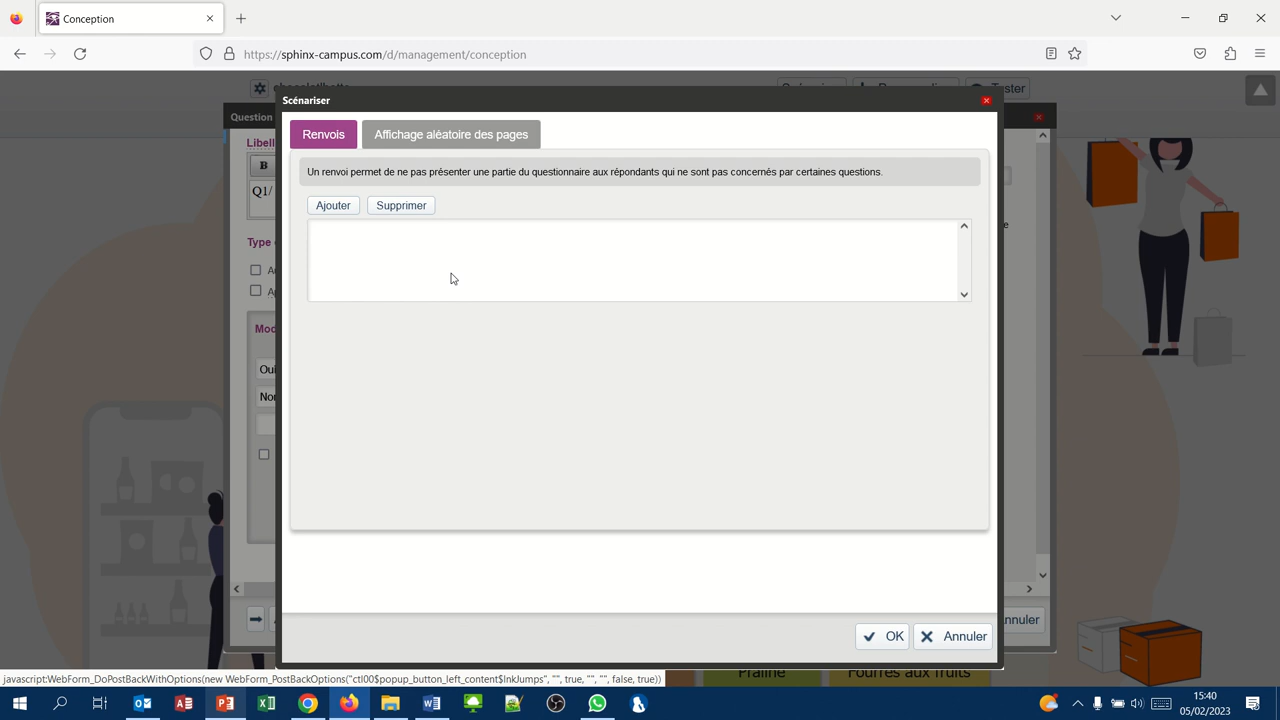 Conception
https://sphinx-campus.com/d/management/conception
Tester
Scénariser
Question
Renvois
Affichage aléatoire des pages
Un renvoi permet de ne pas présenter une partie du questionnaire aux répondants qui ne sont pas concernés par certaines questions.
B
Q1/
Ajouter
Supprimer
Type
Oui
OK
Annuler
nnuler
Praliné
Fourrés aux fruits
javascript:WebForm_DoPostBackWithOptions(new WebForm_PostBackOptions("ctl00$popup_button_left_content$lnkJumps", "", true, "", "", false, true))
15:40
05/02/2023